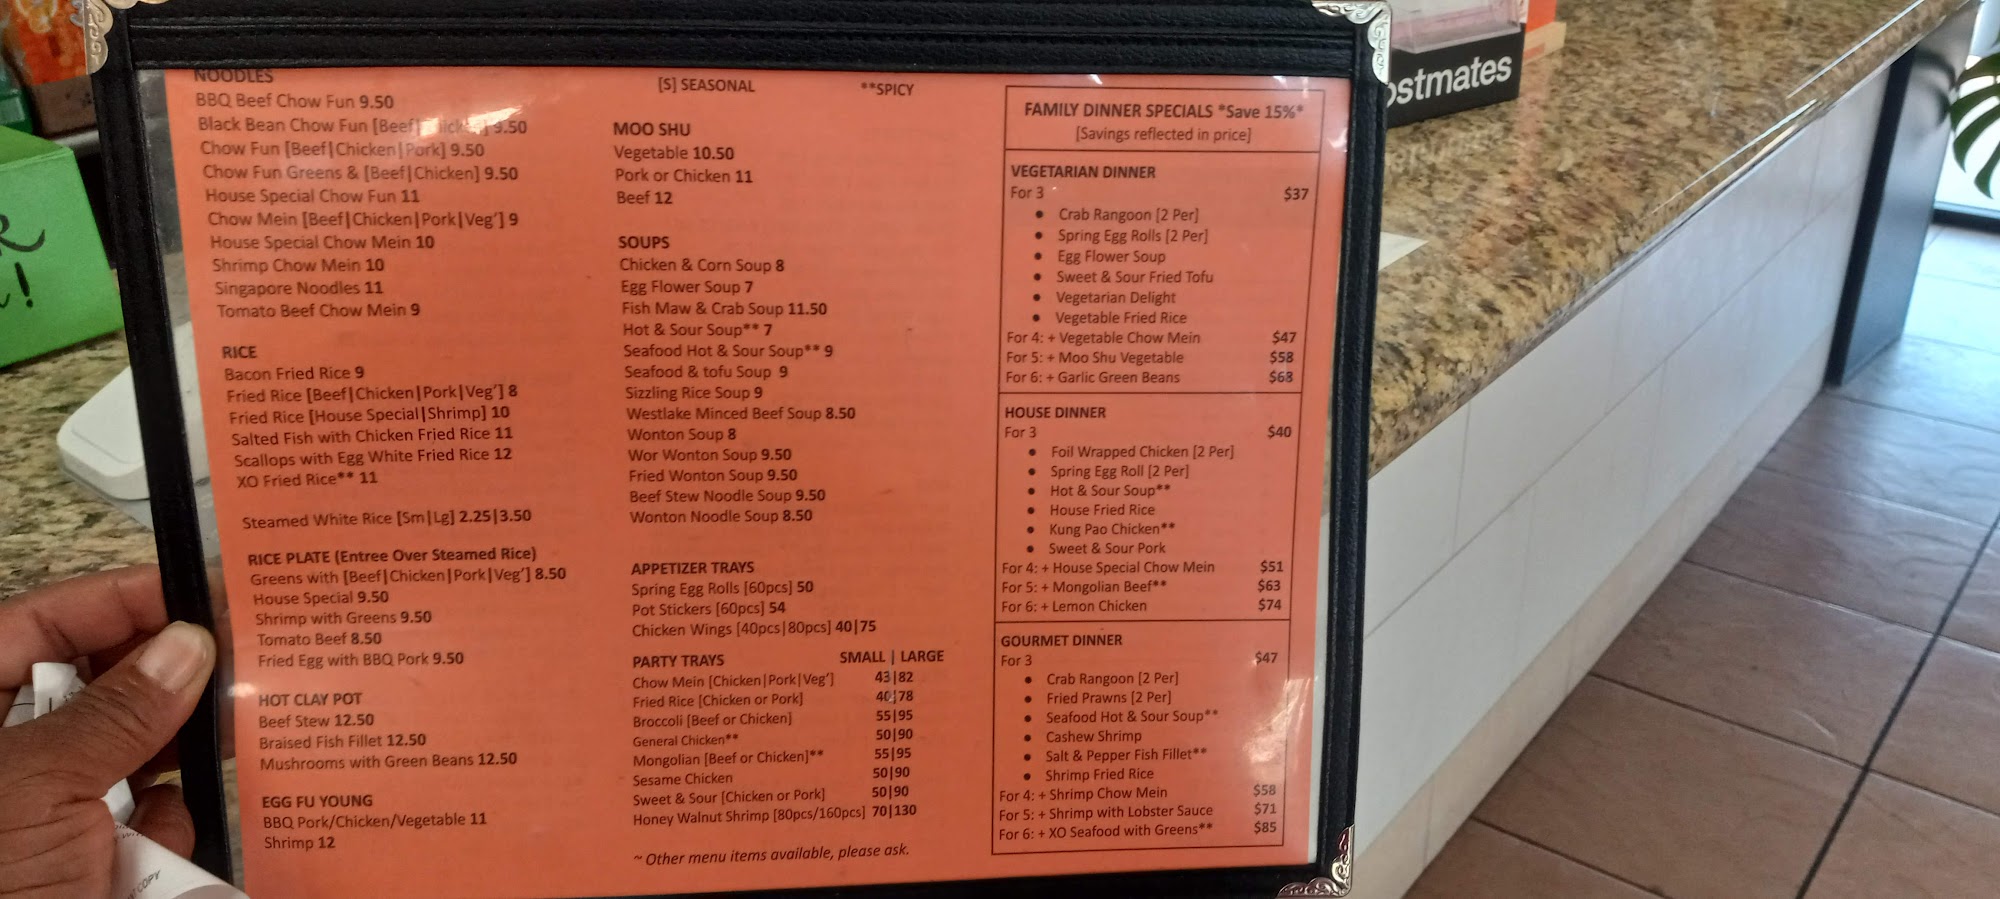 NOODLES
BBQ Beef Chow Fun 9.50
Black Bean Chow Fun [Beef| 9.50
Chow Fun [Beef|Chicken|Pork] 9.50
Chow Fun Greens & [Beef|Chicken] 9.50
House Special Chow Fun 11
Chow Mein [Beef|Chicken|Pork|Veg'] 9
House Special Chow Mein 10
Shrimp Chow Mein 10
Singapore Noodles 11
Tomato Beef Chow Mein 9
RICE
Bacon Fried Rice 9
Fried Rice [Beef|Chicken|Pork|Veg'] 8
Fried Rice [House Special|Shrimp] 10
Salted Fish with Chicken Fried Rice 11
Scallops with Egg White Fried Rice 12
XO Fried Rice** 11
Steamed White Rice [Sm|Lg] 2.25|3.50
RICE PLATE (Entree Over Steamed Rice)
Greens with [Beef|Chicken|Pork|Veg'] 8.50
House Special 9.50
Shrimp with Greens 9.50
Tomato Beef 8.50
Fried Egg with BBQ Pork 9.50
HOT CLAY POT
Beef Stew 12.50
Braised Fish Fillet 12.50
Mushrooms with Green Beans 12.50
EGG FU YOUNG
BBQ Pork/Chicken/Vegetable 11
Shrimp 12
[S] SEASONAL **SPICY
MOO SHU
Vegetable 10.50
Pork or Chicken 11
Beef 12
SOUPS
Chicken & Corn Soup 8
Egg Flower Soup 7
Fish Maw & Crab Soup 11.50
Hot & Sour Soup** 7
Seafood Hot & Sour Soup** 9
Seafood & tofu Soup 9
Sizzling Rice Soup 9
Westlake Minced Beef Soup 8.50
Wonton Soup 8
Wor Wonton Soup 9.50
Fried Wonton Soup 9.50
Beef Stew Noodle Soup 9.50
Wonton Noodle Soup 8.50
APPETIZER TRAYS
Spring Egg Rolls [60pcs] 50
Pot Stickers [60pcs] 54
Chicken Wings [40pcs|80pcs] 40|75
PARTY TRAYS SMALL | LARGE
Chow Mein [Chicken|Pork|Veg'] 43|82
Fried Rice [Chicken or Pork] 40|78
Broccoli [Beef or Chicken] 55|95
General Chicken** 50|90
Mongolian [Beef or Chicken]** 55|95
Sesame Chicken 50|90
Sweet & Sour [Chicken or Pork] 50|90
Honey Walnut Shrimp [80pcs/160pcs] 70|130
~ Other menu items available, please ask.
FAMILY DINNER SPECIALS *Save 15%*
[Savings reflected in price]
VEGETARIAN DINNER
For 3 $37
• Crab Rangoon [2 Per]
• Spring Egg Rolls [2 Per]
• Egg Flower Soup
• Sweet & Sour Fried Tofu
• Vegetarian Delight
• Vegetable Fried Rice
For 4: + Vegetable Chow Mein $47
For 5: + Moo Shu Vegetable $58
For 6: + Garlic Green Beans $68
HOUSE DINNER
For 3 $40
• Foil Wrapped Chicken [2 Per]
• Spring Egg Roll [2 Per]
• Hot & Sour Soup**
• House Fried Rice
• Kung Pao Chicken**
• Sweet & Sour Pork
For 4: + House Special Chow Mein $51
For 5: + Mongolian Beef** $63
For 6: + Lemon Chicken $74
GOURMET DINNER
For 3 $47
• Crab Rangoon [2 Per]
• Fried Prawns [2 Per]
• Seafood Hot & Sour Soup**
• Cashew Shrimp
• Salt & Pepper Fish Fillet**
• Shrimp Fried Rice
For 4: + Shrimp Chow Mein $58
For 5: + Shrimp with Lobster Sauce $71
For 6: + XO Seafood with Greens** $85
ostmates
COPY